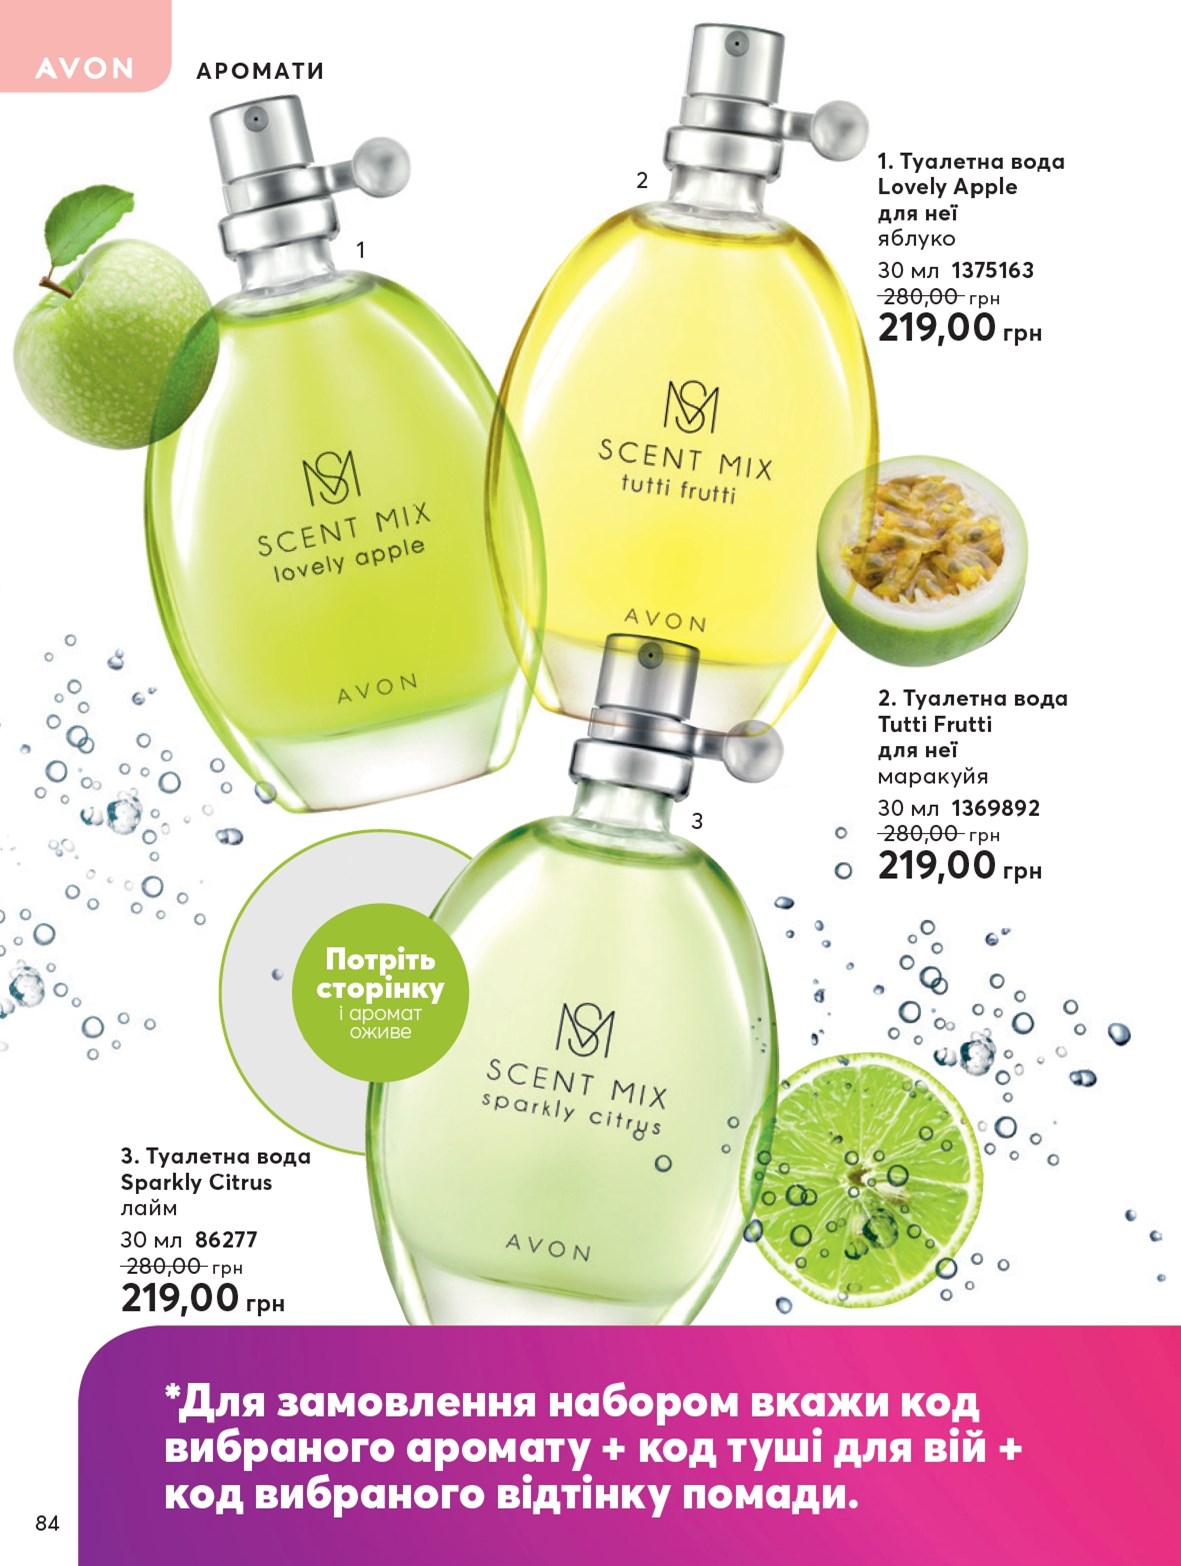 AVON
АРОМАТИ
2
1. Туалетна вода
Lovely Apple
для неї
яблуко
30 мл 1375163
280,00 грн
219,00 грн
1
SM
SCENT MIX
tutti frutti
AVON
SM
SCENT MIX
lovely apple
AVON
2. Туалетна вода
Tutti Frutti
для неї
маракуйя
30 мл 1369892
280,00 грн
219,00 грн
3
Потріть
сторінку
і аромат
оживе
SM
SCENT MIX
sparkly citrus
AVON
3. Туалетна вода
Sparkly Citrus
лайм
30 мл 86277
280,00 грн
219,00 грн
*Для замовлення набором вкажи код
вибраного аромату + код туші для вій +
код вибраного відтінку помади.
84